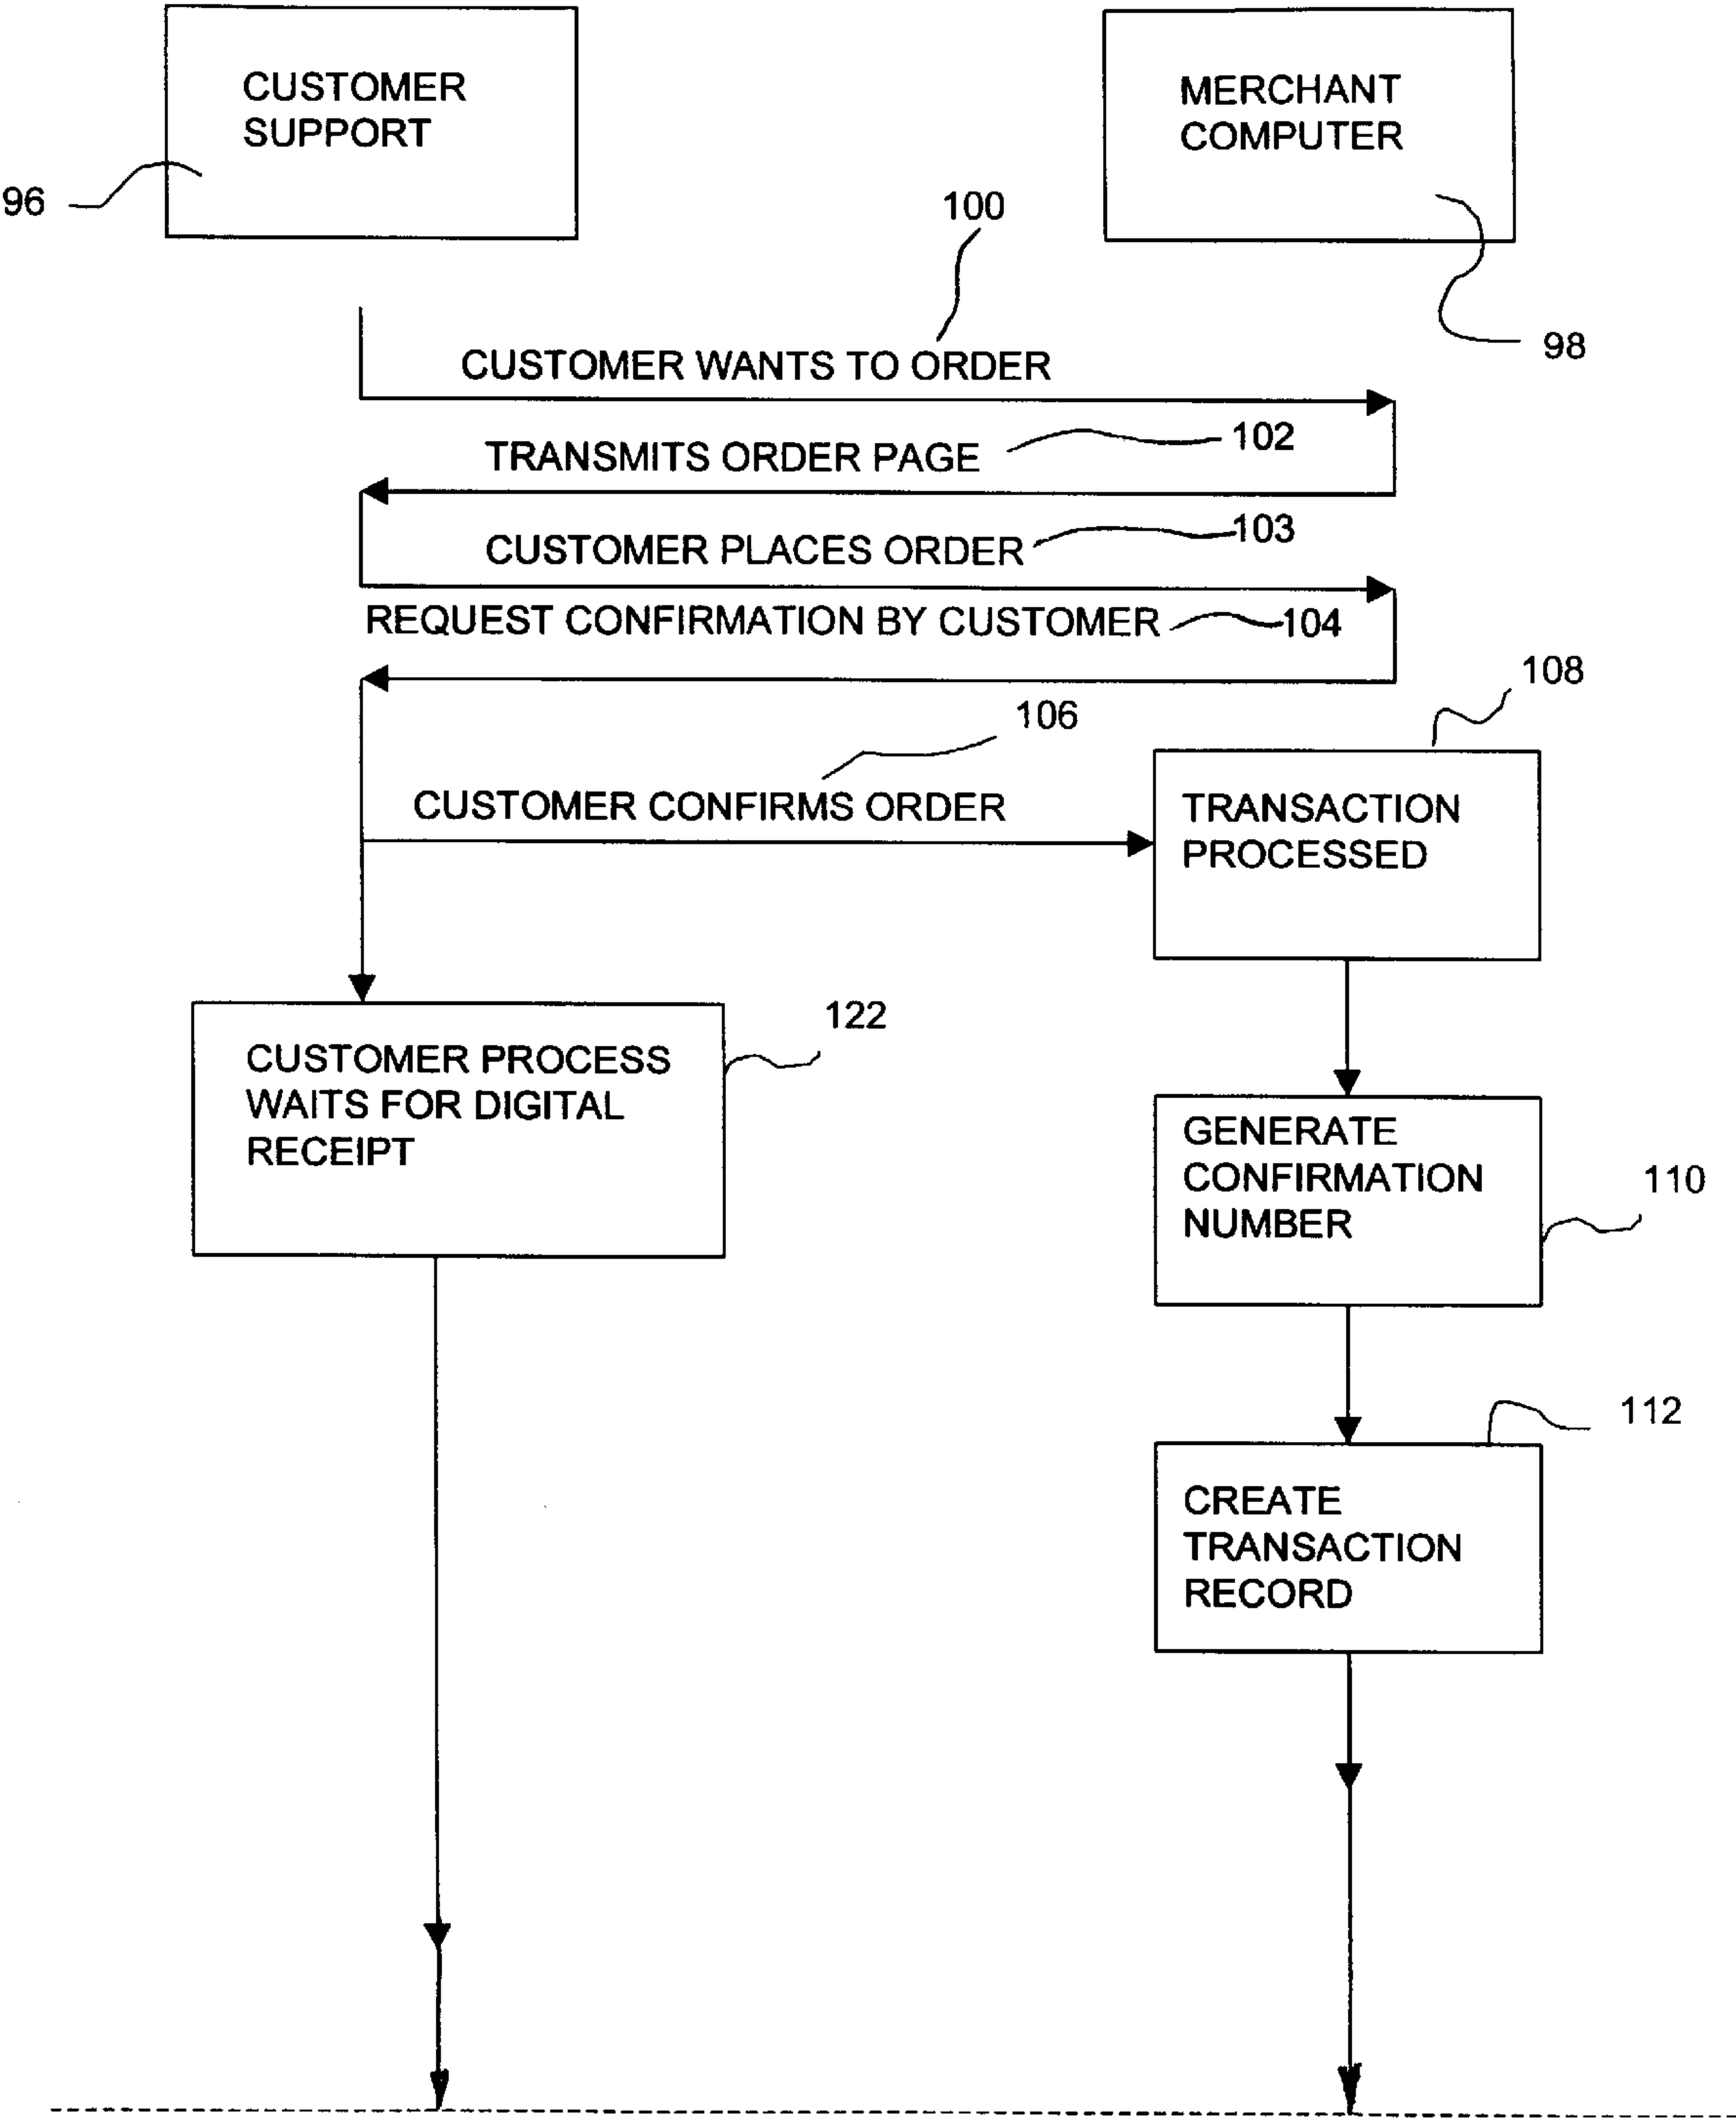 CUSTOMER
SUPPORT
96
MERCHANT
COMPUTER
98
100
CUSTOMER WANTS TO ORDER
TRANSMITS ORDER PAGE
102
CUSTOMER PLACES ORDER
103
REQUEST CONFIRMATION BY CUSTOMER
104
106
CUSTOMER CONFIRMS ORDER
108
TRANSACTION
PROCESSED
122
CUSTOMER PROCESS
WAITS FOR DIGITAL
RECEIPT
GENERATE
CONFIRMATION
NUMBER
110
112
CREATE
TRANSACTION
RECORD